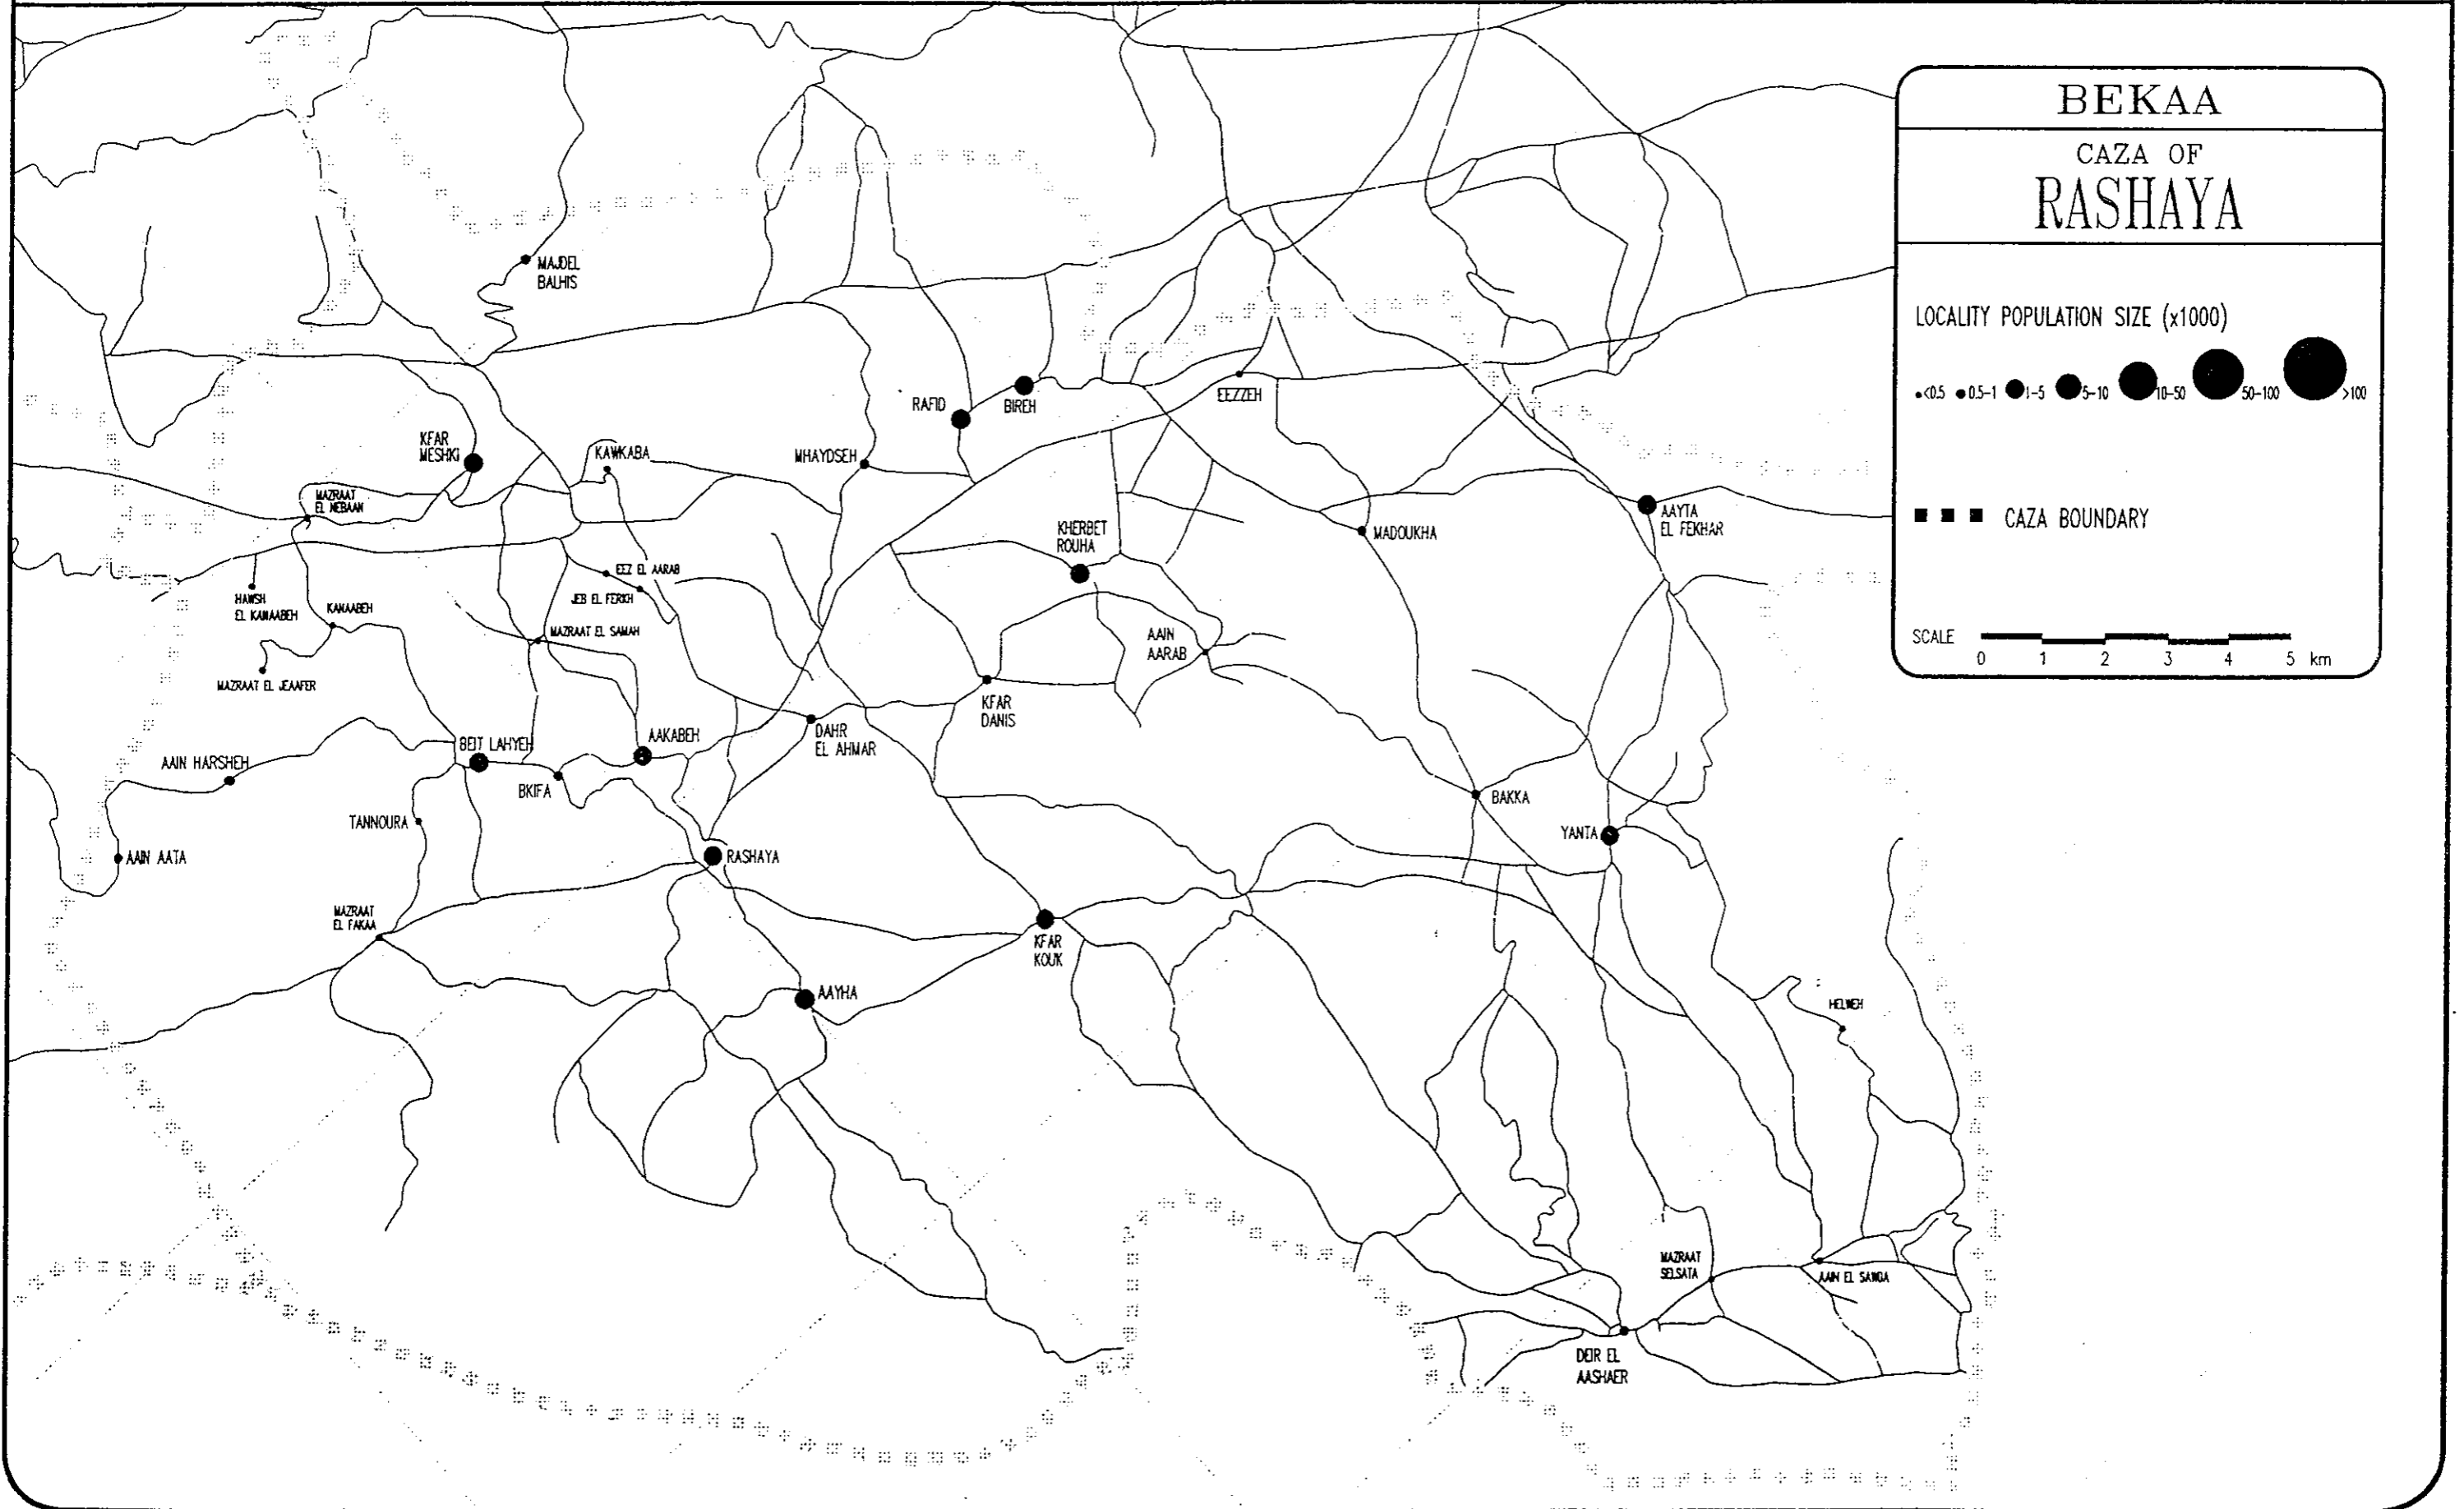 BEKAA
CAZA OF
RASHAYA
LOCALITY POPULATION SIZE (x1000)
<0.5 0.5-1 1-5 5-10 10-50 50-100 >100
CAZA BOUNDARY
SCALE
0 1 2 3 4 5 km
MAJDEL
BALHIS
RAFID
BIREH
EEZZEH
KFAR
MESHKI
KAWKABA
MHAYDSEH
MAZRAAT
EL NEBAAN
AAYTA
EL FEKHAR
KHERBET
ROUHA
MADOUKHA
EEZ EL AARAB
JEB EL FERKH
HAWSH
EL KANAABEH
KANAABEH
MAZRAAT EL SAMAH
AAIN
AARAB
MAZRAAT EL JEAAFER
KFAR
DANIS
DAHR
EL AHMAR
AAKABEH
BEIT LAHYEH
AAIN HARSHEH
BKIFA
BAKKA
TANNOURA
YANTA
AAIN AATA
RASHAYA
MAZRAAT
EL FAKAA
KFAR
KOUK
AAYHA
HELWEH
MAZRAAT
SELSATA
AAIN EL SAWDA
DEIR EL
AASHAER